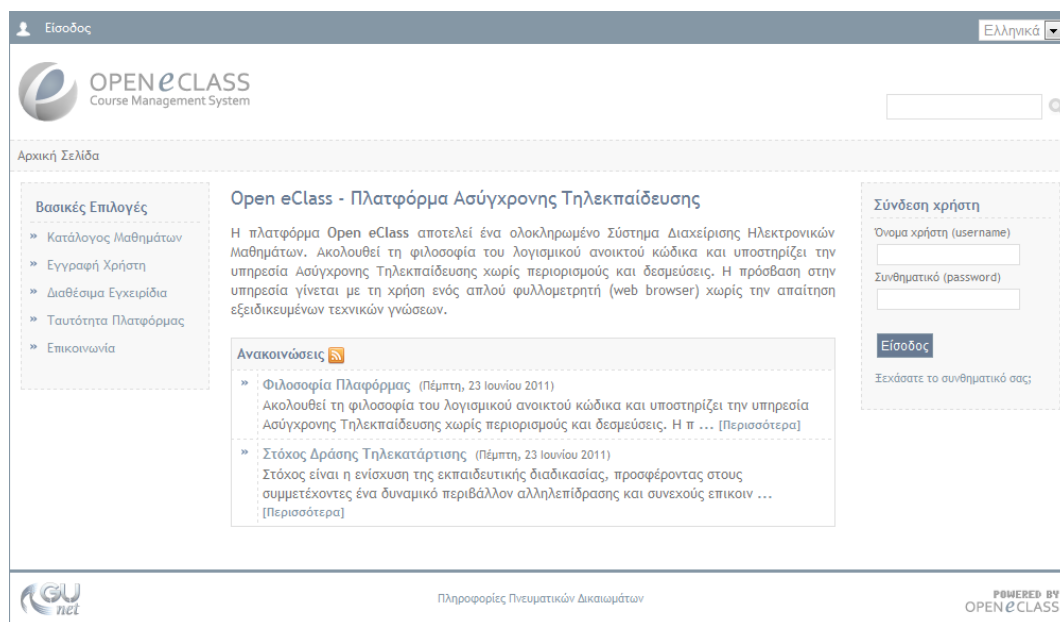 Είσοδος
Ελληνικά
OPEN eCLASS
Course Management System
Αρχική Σελίδα
Βασικές Επιλογές
» Κατάλογος Μαθημάτων
» Εγγραφή Χρήστη
» Διαθέσιμα Εγχειρίδια
» Ταυτότητα Πλατφόρμας
» Επικοινωνία
Open eClass - Πλατφόρμα Ασύγχρονης Τηλεκπαίδευσης
Η πλατφόρμα Open eClass αποτελεί ένα ολοκληρωμένο Σύστημα Διαχείρισης Ηλεκτρονικών
Μαθημάτων. Ακολουθεί τη φιλοσοφία του λογισμικού ανοικτού κώδικα και υποστηρίζει την
υπηρεσία Ασύγχρονης Τηλεκπαίδευσης χωρίς περιορισμούς και δεσμεύσεις. Η πρόσβαση στην
υπηρεσία γίνεται με τη χρήση ενός απλού φυλλομετρητή (web browser) χωρίς την απαίτηση
εξειδικευμένων τεχνικών γνώσεων.
Ανακοινώσεις
» Φιλοσοφία Πλαφόρμας (Πέμπτη, 23 Ιουνίου 2011)
Ακολουθεί τη φιλοσοφία του λογισμικού ανοικτού κώδικα και υποστηρίζει την υπηρεσία
Ασύγχρονης Τηλεκπαίδευσης χωρίς περιορισμούς και δεσμεύσεις. Η π ... [Περισσότερα]
» Στόχος Δράσης Τηλεκατάρτισης (Πέμπτη, 23 Ιουνίου 2011)
Στόχος είναι η ενίσχυση της εκπαιδευτικής διαδικασίας, προσφέροντας στους
συμμετέχοντες ένα δυναμικό περιβάλλον αλληλεπίδρασης και συνεχούς επικοιν ...
[Περισσότερα]
Σύνδεση χρήστη
Όνομα χρήστη (username)
Συνθηματικό (password)
Είσοδος
Ξεχάσατε το συνθηματικό σας;
GU
net
Πληροφορίες Πνευματικών Δικαιωμάτων
POWERED BY
OPEN eCLASS